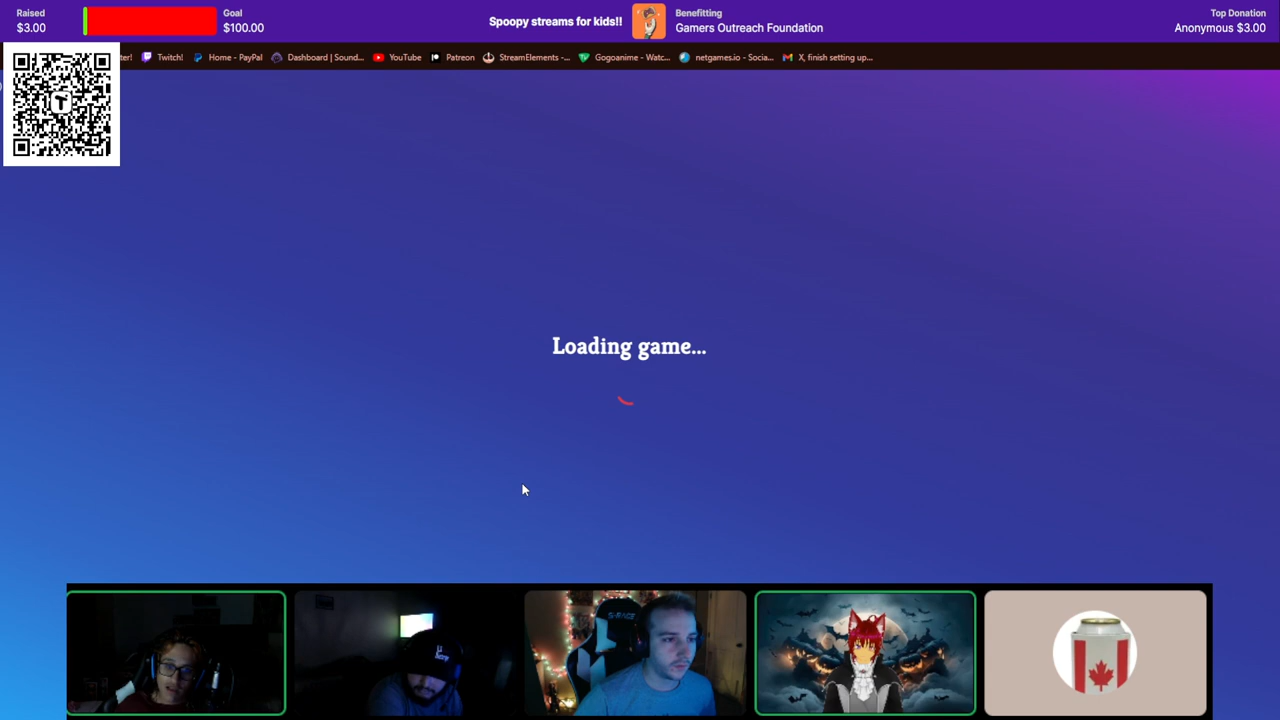 Raised
$3.00
Goal
$100.00
Spoopy streams for kids!!
Benefitting
Gamers Outreach Foundation
Top Donation
Anonymous $3.00
ter!
Twitch!
Home - PayPal
Dashboard | Sound...
YouTube
Patreon
StreamElements -...
Gogoanime - Watc...
netgames.io - Socia...
X, finish setting up...
Loading game...